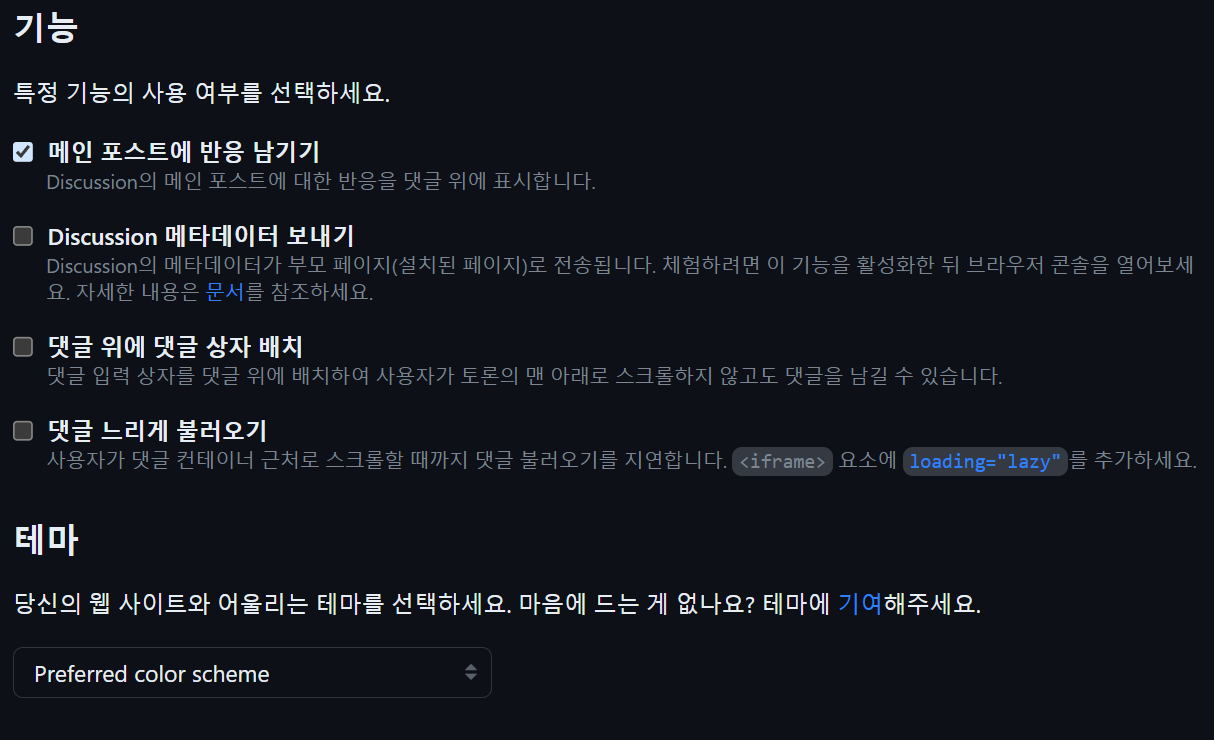 기능
특정 기능의 사용 여부를 선택하세요.
메인 포스트에 반응 남기기
Discussion의 메인 포스트에 대한 반응을 댓글 위에 표시합니다.
Discussion 메타데이터 보내기
Discussion의 메타데이터가 부모 페이지(설치된 페이지)로 전송됩니다. 체험하려면 이 기능을 활성화한 뒤 브라우저 콘솔을 열어보세
요. 자세한 내용은 문서를 참조하세요.
댓글 위에 댓글 상자 배치
댓글 입력 상자를 댓글 위에 배치하여 사용자가 토론의 맨 아래로 스크롤하지 않고도 댓글을 남길 수 있습니다.
댓글 느리게 불러오기
사용자가 댓글 컨테이너 근처로 스크롤할 때까지 댓글 불러오기를 지연합니다. <iframe> 요소에 loading="lazy"를 추가하세요.
테마
당신의 웹 사이트와 어울리는 테마를 선택하세요. 마음에 드는 게 없나요? 테마에 기여해주세요.
Preferred color scheme